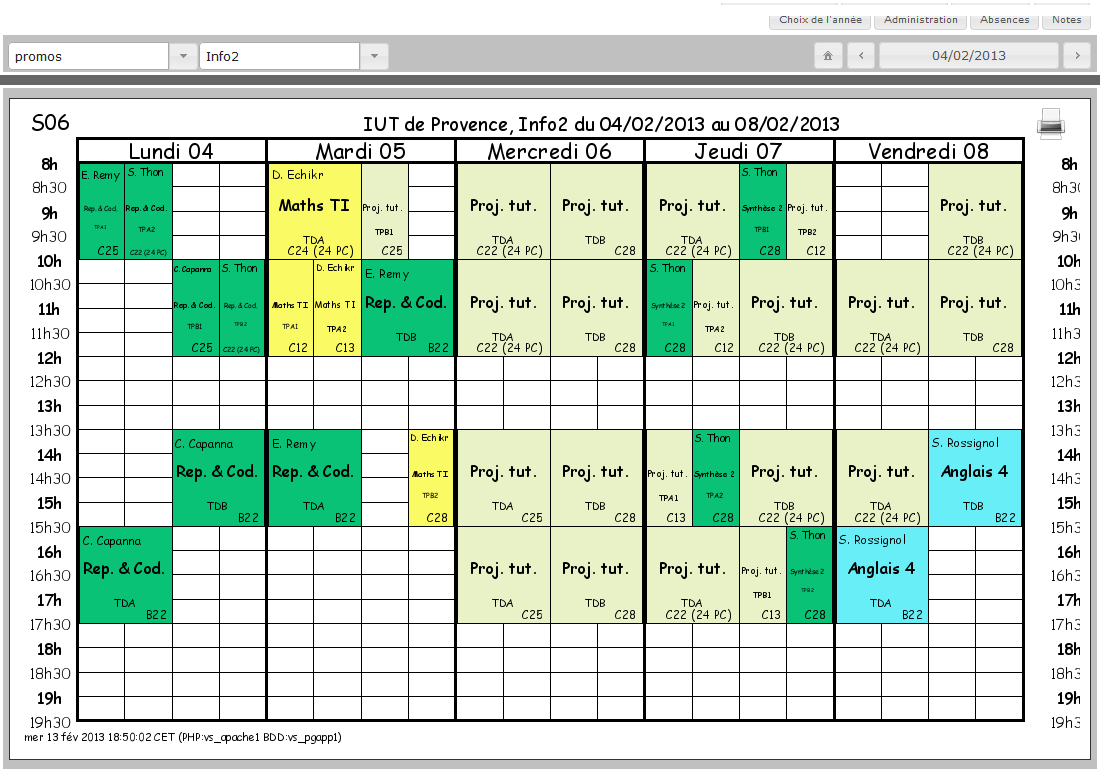 Choix de l'année Administration Absences Notes
promos Info2 04/02/2013
S06 IUT de Provence, Info2 du 04/02/2013 au 08/02/2013
Lundi 04 Mardi 05 Mercredi 06 Jeudi 07 Vendredi 08
8h 8h
8h30 8h30
9h 9h
9h30 9h30
10h 10h
10h30 10h3
11h 11h
11h30 11h3
12h 12h
12h30 12h3
13h 13h
13h30 13h3
14h 14h
14h30 14h3
15h 15h
15h30 15h3
16h 16h
16h30 16h3
17h 17h
17h30 17h3
18h 18h
18h30 18h3
19h 19h
19h30 19h3
E. Remy
Rep. & Cod.
TPA1
C25
S. Thon
Rep. & Cod.
TPA2
C22 (24 PC)
C. Capanna
Rep. & Cod.
TPB1
C25
S. Thon
Rep. & Cod.
TPB2
C22 (24 PC)
C. Capanna
Rep. & Cod.
TDB
B22
C. Capanna
Rep. & Cod.
TDA
B22
D. Echikr
Maths TI
TDA
C24 (24 PC)
Proj. tut.
TPB1
C25
Maths TI
TPA1
C12
D. Echikr
Maths TI
TPA2
C13
E. Remy
Rep. & Cod.
TDB
B22
E. Remy
Rep. & Cod.
TDA
B22
D. Echikr
Maths TI
TPB2
C28
Proj. tut.
TDA
C22 (24 PC)
Proj. tut.
TDB
C28
Proj. tut.
TDA
C22 (24 PC)
Proj. tut.
TDB
C28
Proj. tut.
TDA
C25
Proj. tut.
TDB
C28
Proj. tut.
TDA
C25
Proj. tut.
TDB
C28
Proj. tut.
TDA
C22 (24 PC)
S. Thon
Synthèse 2
TPB1
C28
Proj. tut.
TPB2
C12
S. Thon
Synthèse 2
TPA1
C28
Proj. tut.
TPA2
C12
Proj. tut.
TDB
C22 (24 PC)
Proj. tut.
TPA1
C13
S. Thon
Synthèse 2
TPA2
C28
Proj. tut.
TDB
C22 (24 PC)
Proj. tut.
TDA
C22 (24 PC)
Proj. tut.
TPB1
C13
S. Thon
Synthèse 2
TPB2
C28
Proj. tut.
TDB
C22 (24 PC)
Proj. tut.
TDA
C22 (24 PC)
Proj. tut.
TDB
C28
Proj. tut.
TDA
C22 (24 PC)
S. Rossignol
Anglais 4
TDB
B22
S. Rossignol
Anglais 4
TDA
B22
mer 13 fév 2013 18:50:02 CET (PHP:vs_apache1 BDD:vs_pgapp1)